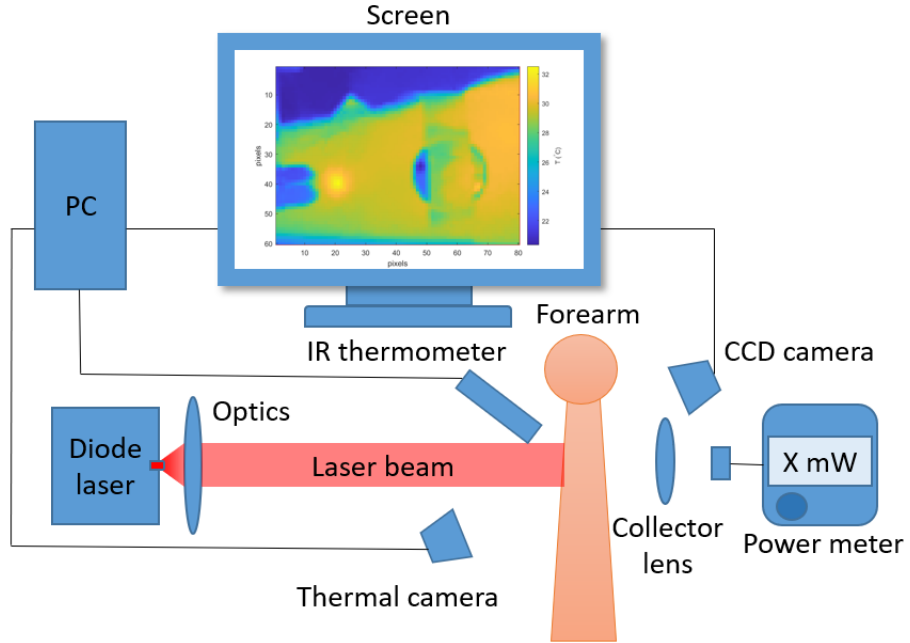 Screen
10
20
30
40
50
60
pixels
10 20 30 40 50 60 70 80
pixels
32
30
28
26
24
22
T (°C)
PC
IR thermometer
Forearm
CCD camera
Optics
Diode
laser
Laser beam
X mW
Collector
lens
Power meter
Thermal camera